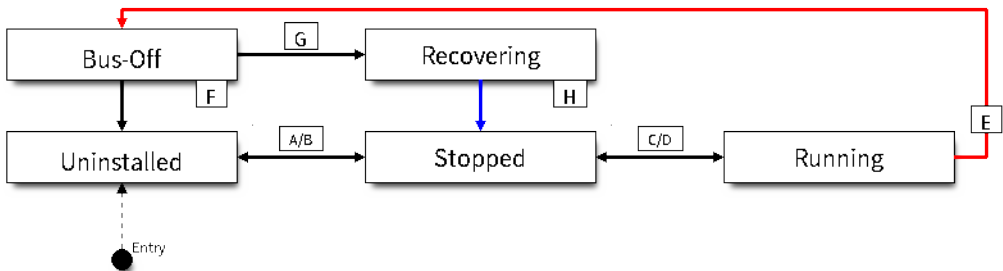 G
Bus-Off
Recovering
F
H
E
A/B
C/D
Uninstalled
Stopped
Running
Entry